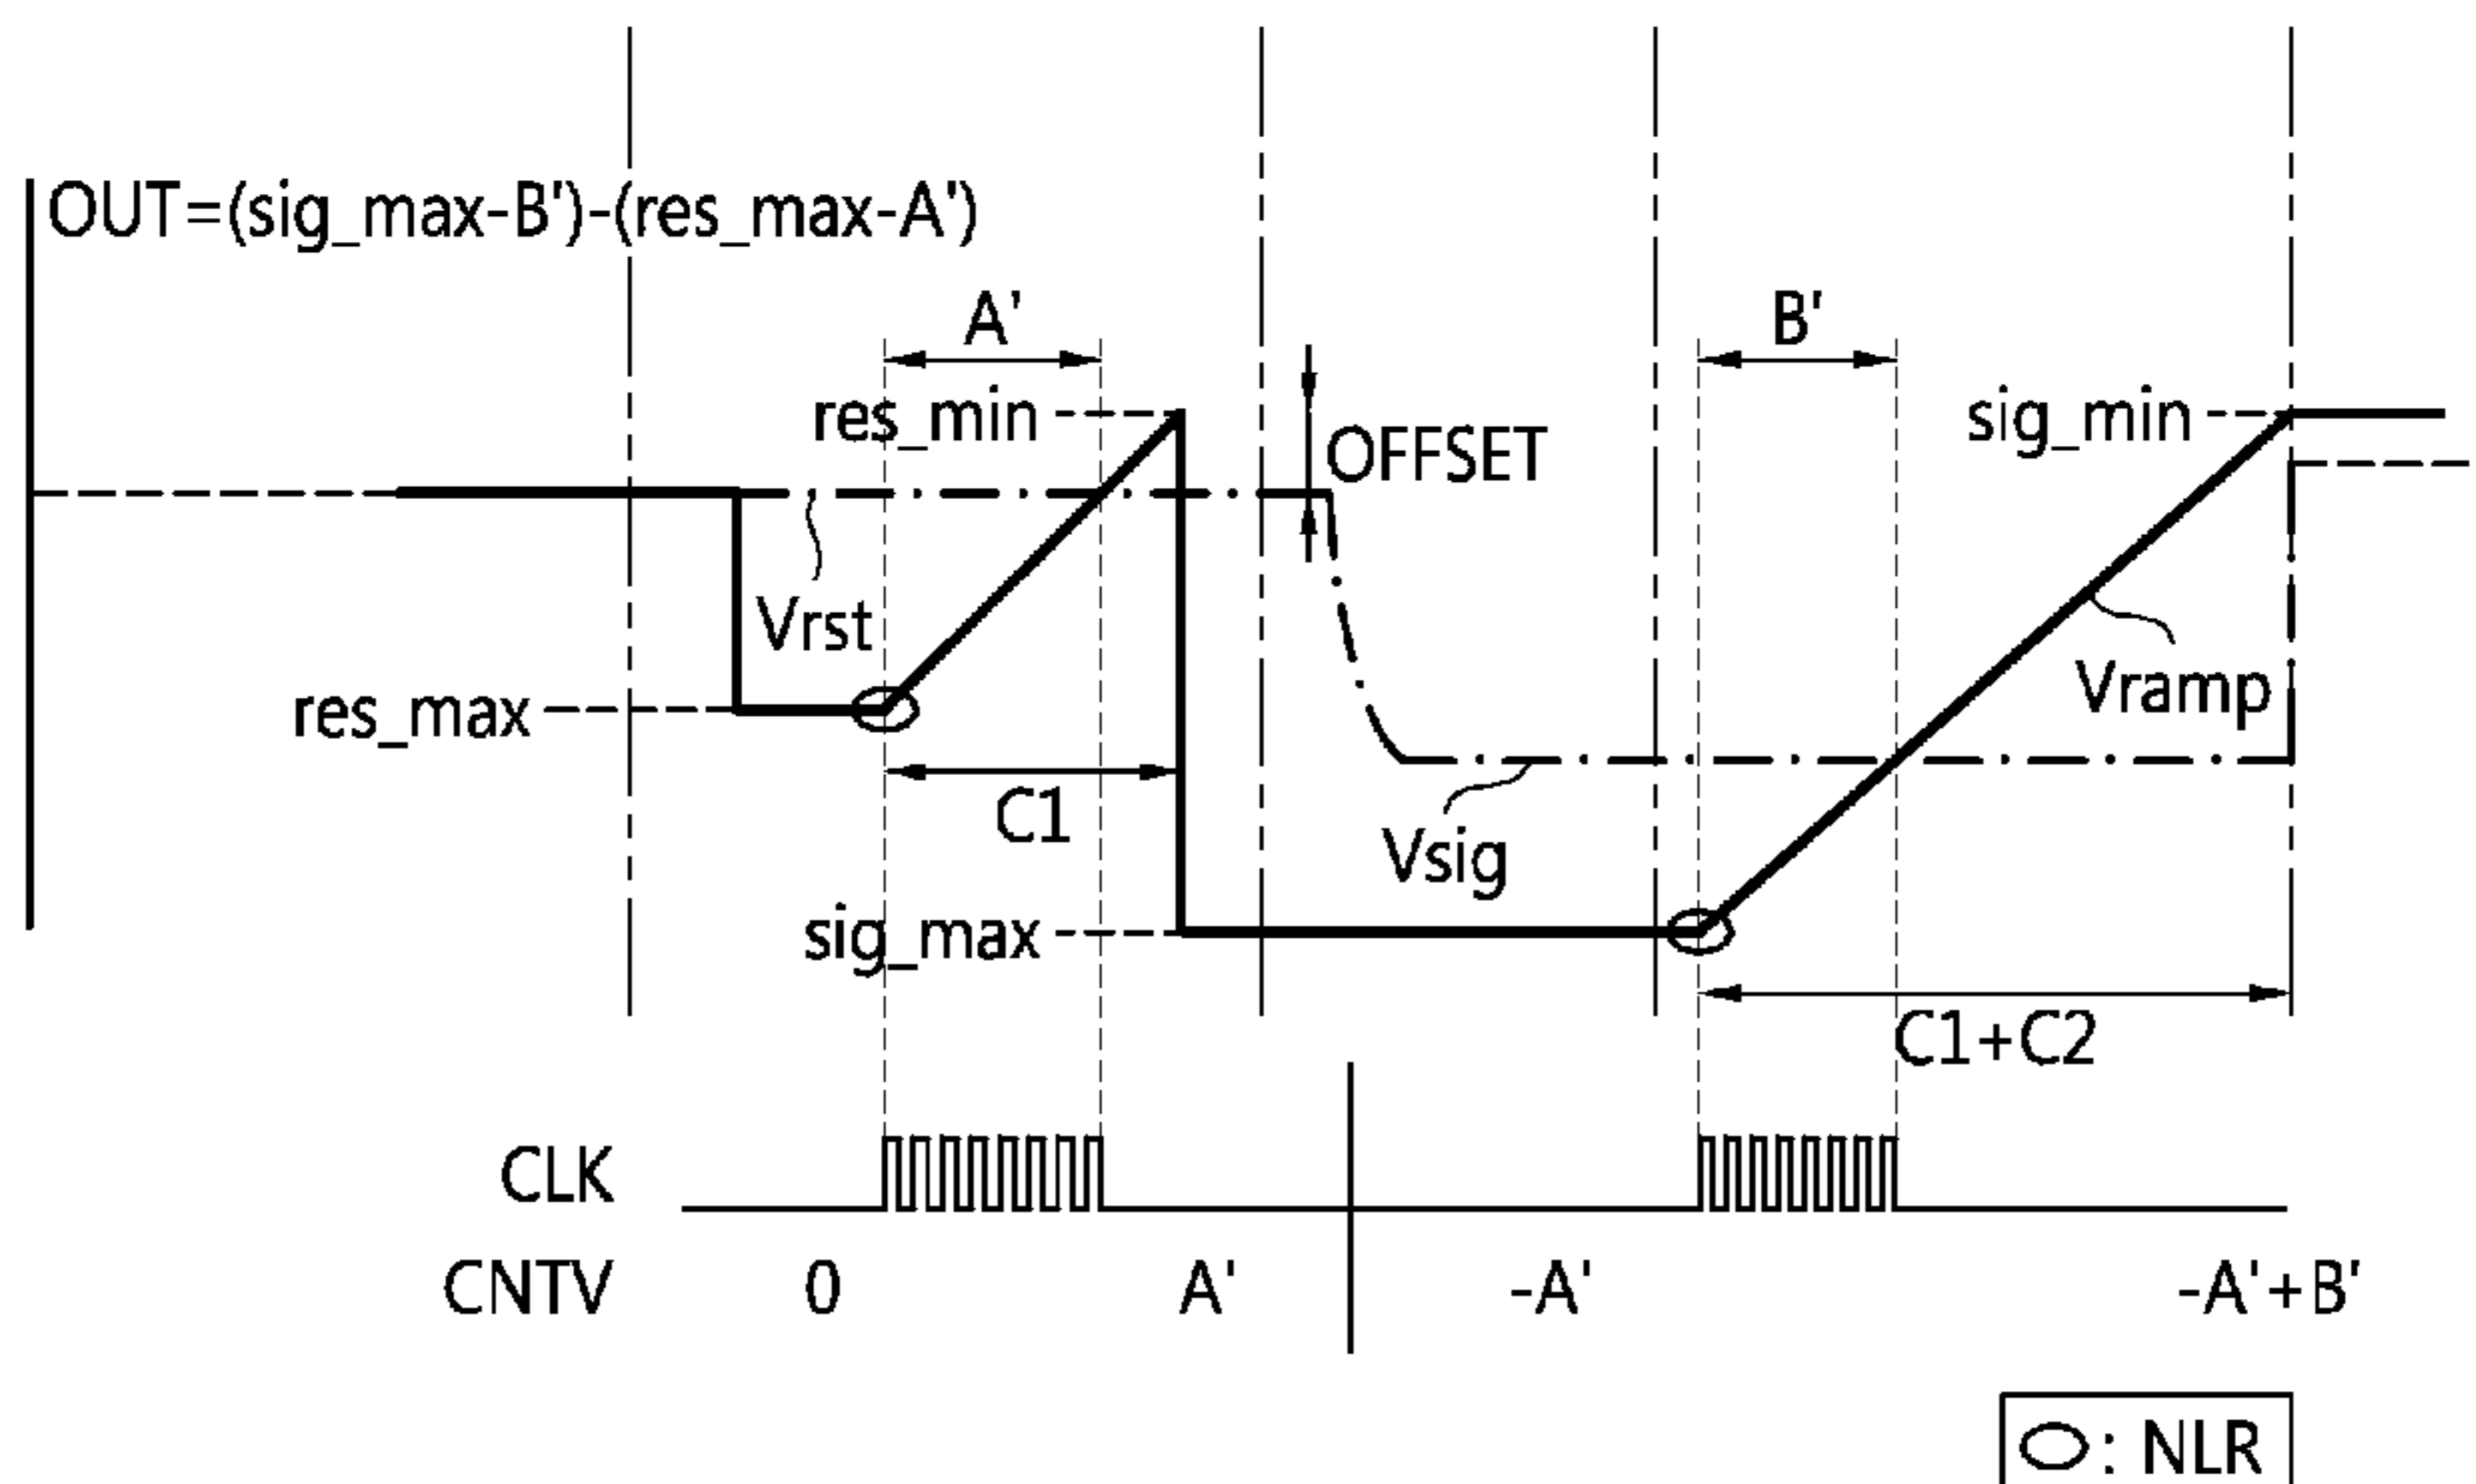 OUT=(sig_max-B')-(res_max-A')
A'
B'
res_min
sig_min
OFFSET
Vrst
Vramp
res_max
C1
Vsig
sig_max
C1+C2
CLK
CNTV 0 A' -A' -A'+B'
: NLR